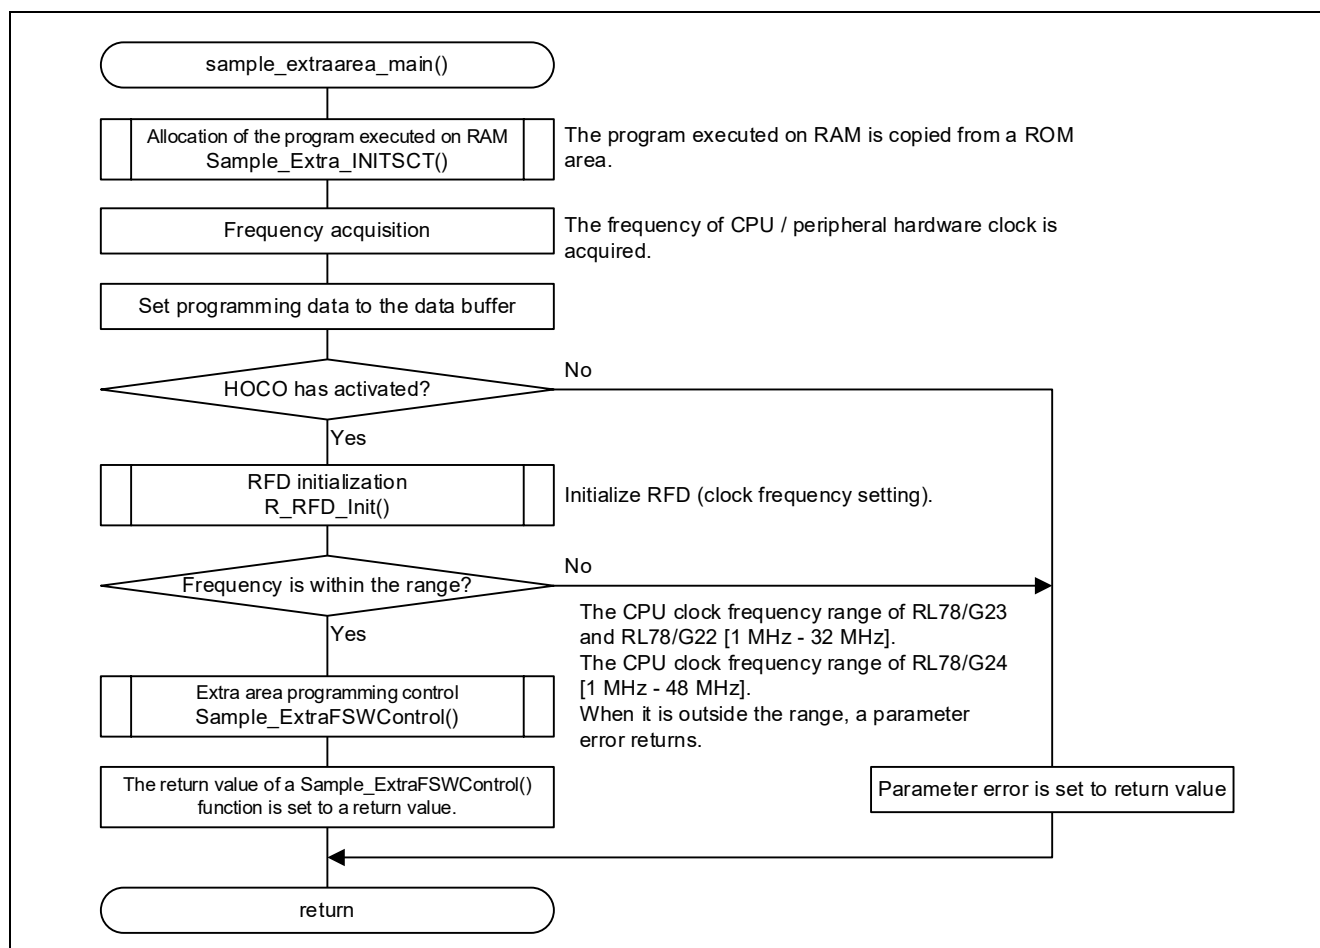 sample_extraarea_main()
Allocation of the program executed on RAM
Sample_Extra_INITSCT()
The program executed on RAM is copied from a ROM
area.
Frequency acquisition
The frequency of CPU / peripheral hardware clock is
acquired.
Set programming data to the data buffer
HOCO has activated?
No
Yes
RFD initialization
R_RFD_Init()
Initialize RFD (clock frequency setting).
Frequency is within the range?
No
Yes
The CPU clock frequency range of RL78/G23
and RL78/G22 [1 MHz - 32 MHz].
The CPU clock frequency range of RL78/G24
[1 MHz - 48 MHz].
When it is outside the range, a parameter
error returns.
Extra area programming control
Sample_ExtraFSWControl()
The return value of a Sample_ExtraFSWControl()
function is set to a return value.
Parameter error is set to return value
return